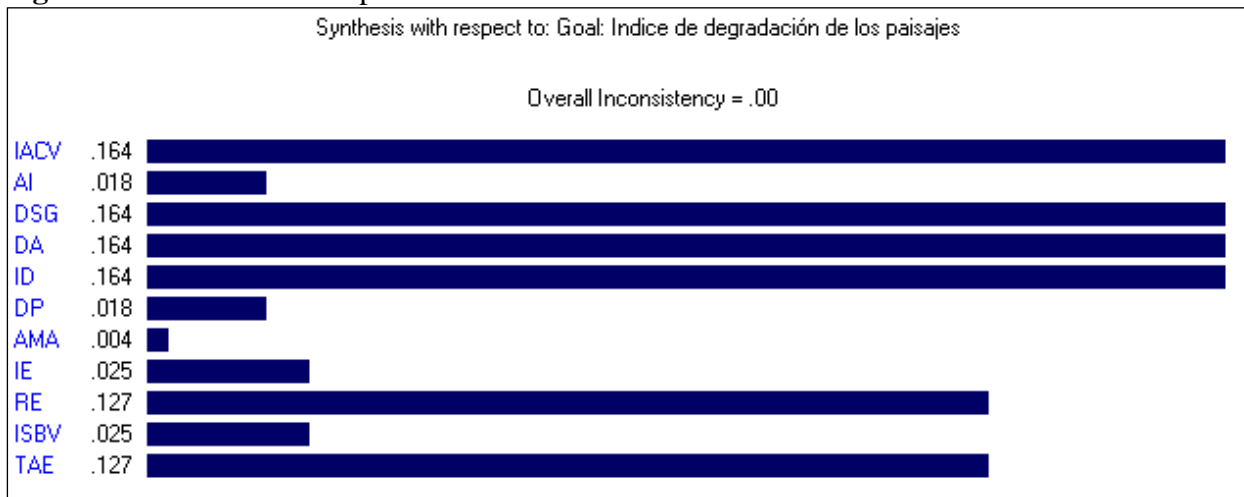 Synthesis with respect to: Goal: Indice de degradación de los paisajes
Overall Inconsistency = .00
IACV .164
AI .018
DSG .164
DA .164
ID .164
DP .018
AMA .004
IE .025
RE .127
ISBV .025
TAE .127